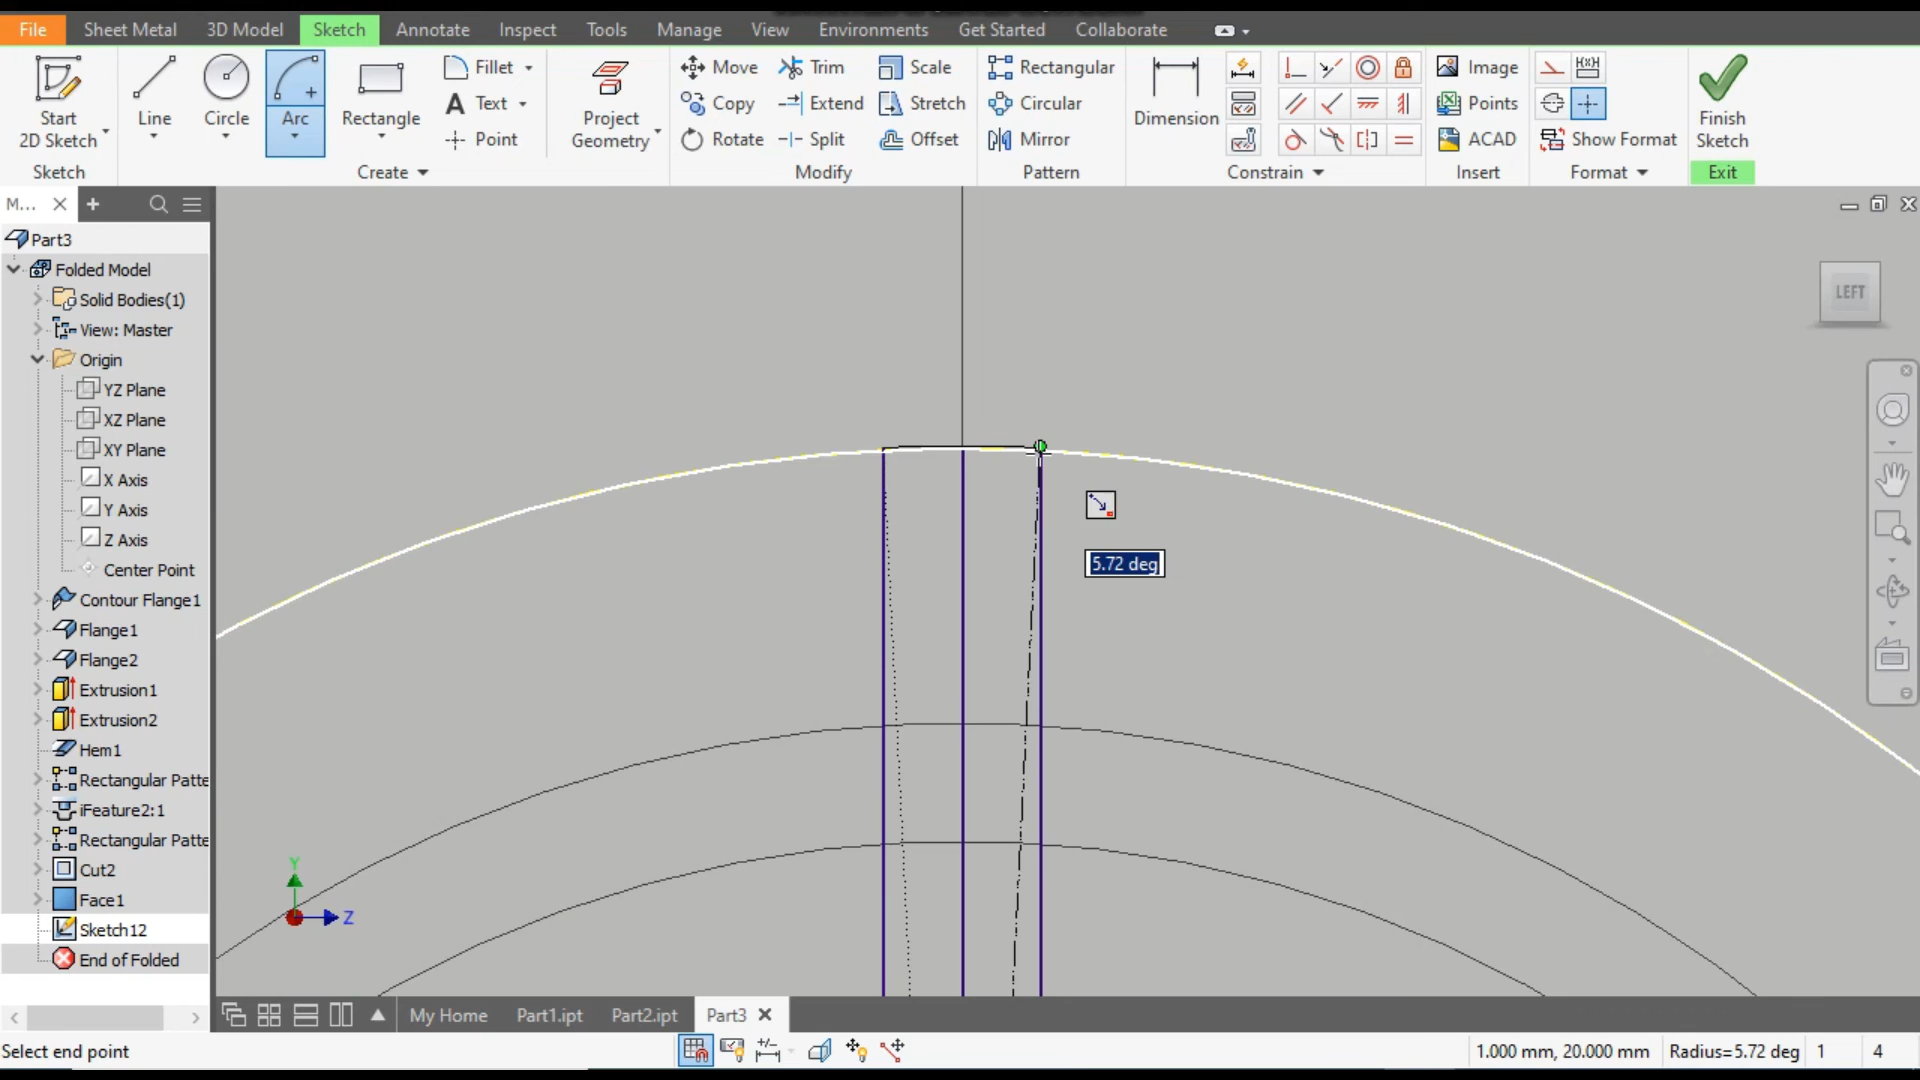 File Sheet Metal 3D Model Sketch Annotate Inspect Tools Manage View Environments Get Started Collaborate
Start 2D Sketch
Line
Circle
Arc
Rectangle
Fillet
Text
Point
Project Geometry
Move
Copy
Rotate
Trim
Extend
Split
Scale
Stretch
Offset
Rectangular
Circular
Mirror
Dimension
Image
Points
ACAD
Show Format
Finish Sketch
Sketch Create Modify Pattern Constrain Insert Format Exit
M...
Part3
Folded Model
Solid Bodies(1)
View: Master
Origin
YZ Plane
XZ Plane
XY Plane
X Axis
Y Axis
Z Axis
Center Point
Contour Flange1
Flange1
Flange2
Extrusion1
Extrusion2
Hem1
Rectangular Patte
iFeature2:1
Rectangular Patte
Cut2
Face1
Sketch12
End of Folded
LEFT
5.72 deg
Y
Z
My Home Part1.ipt Part2.ipt Part3
Select end point
1.000 mm, 20.000 mm Radius=5.72 deg 1 4